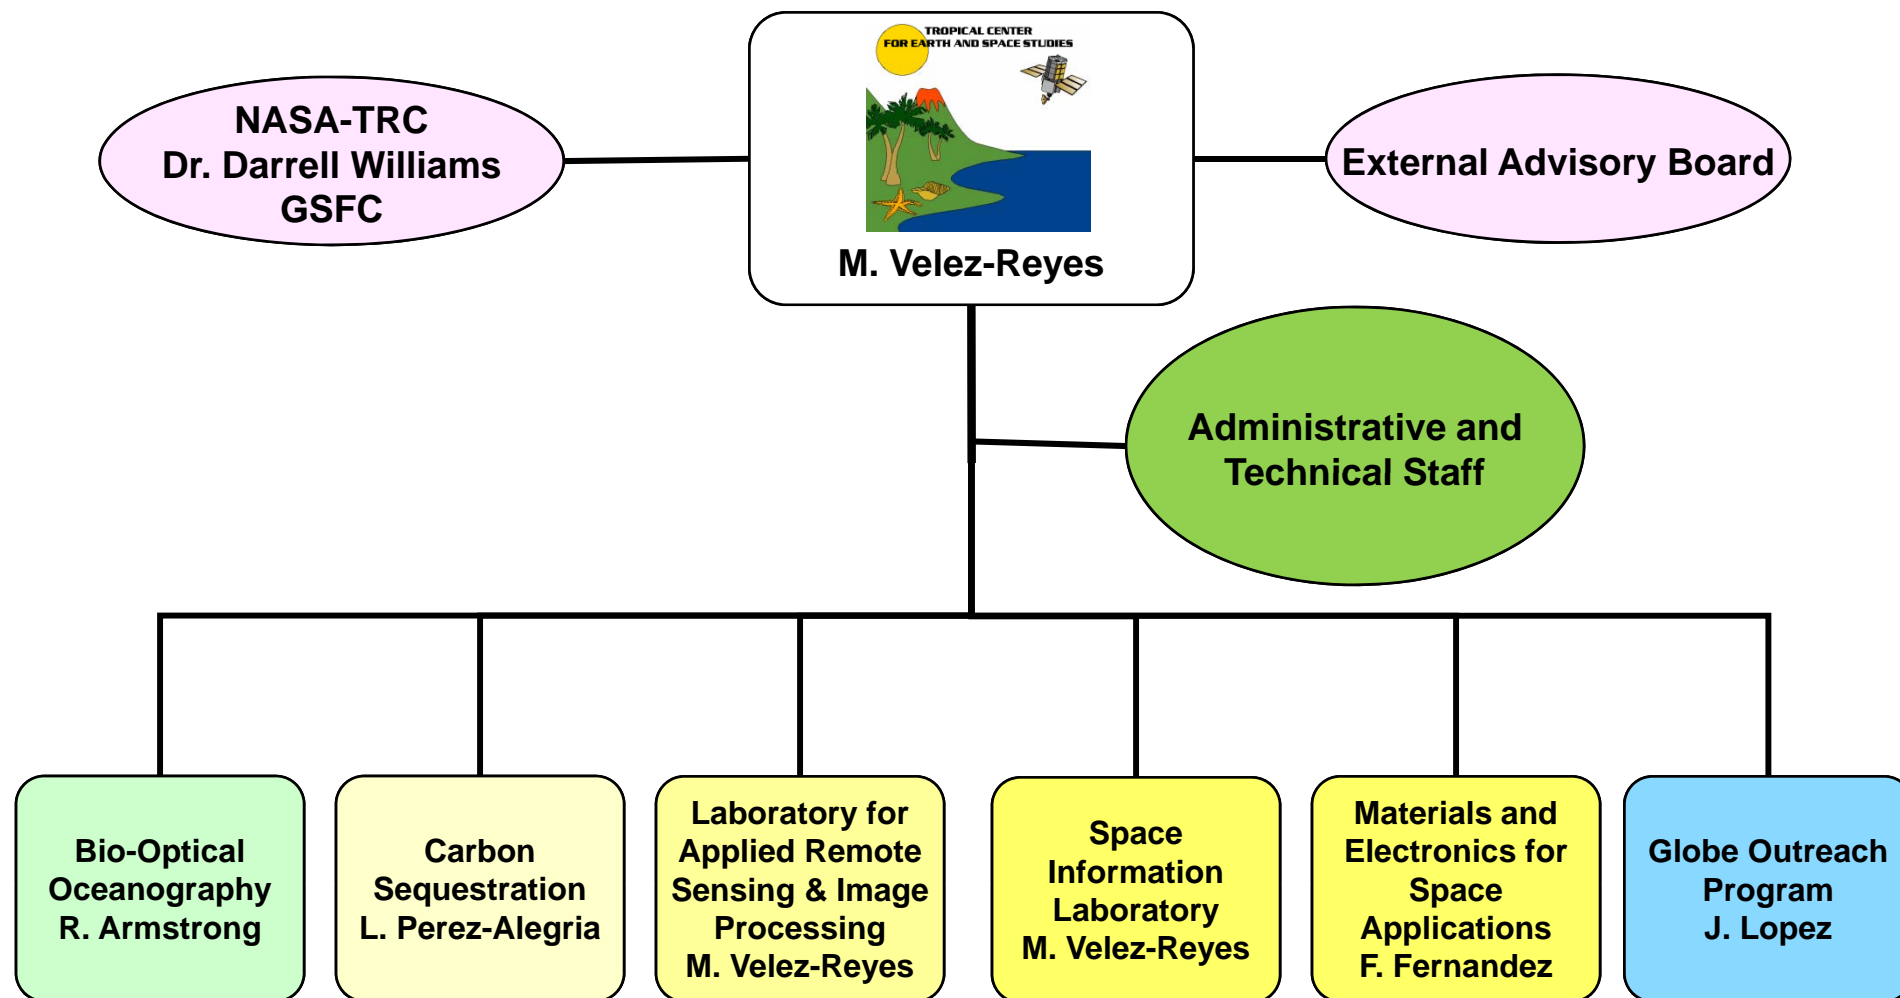 TROPICAL CENTER
FOR EARTH AND SPACE STUDIES
M. Velez-Reyes
NASA-TRC
Dr. Darrell Williams
GSFC
External Advisory Board
Administrative and
Technical Staff
Bio-Optical
Oceanography
R. Armstrong
Carbon
Sequestration
L. Perez-Alegria
Laboratory for
Applied Remote
Sensing & Image
Processing
M. Velez-Reyes
Space
Information
Laboratory
M. Velez-Reyes
Materials and
Electronics for
Space
Applications
F. Fernandez
Globe Outreach
Program
J. Lopez